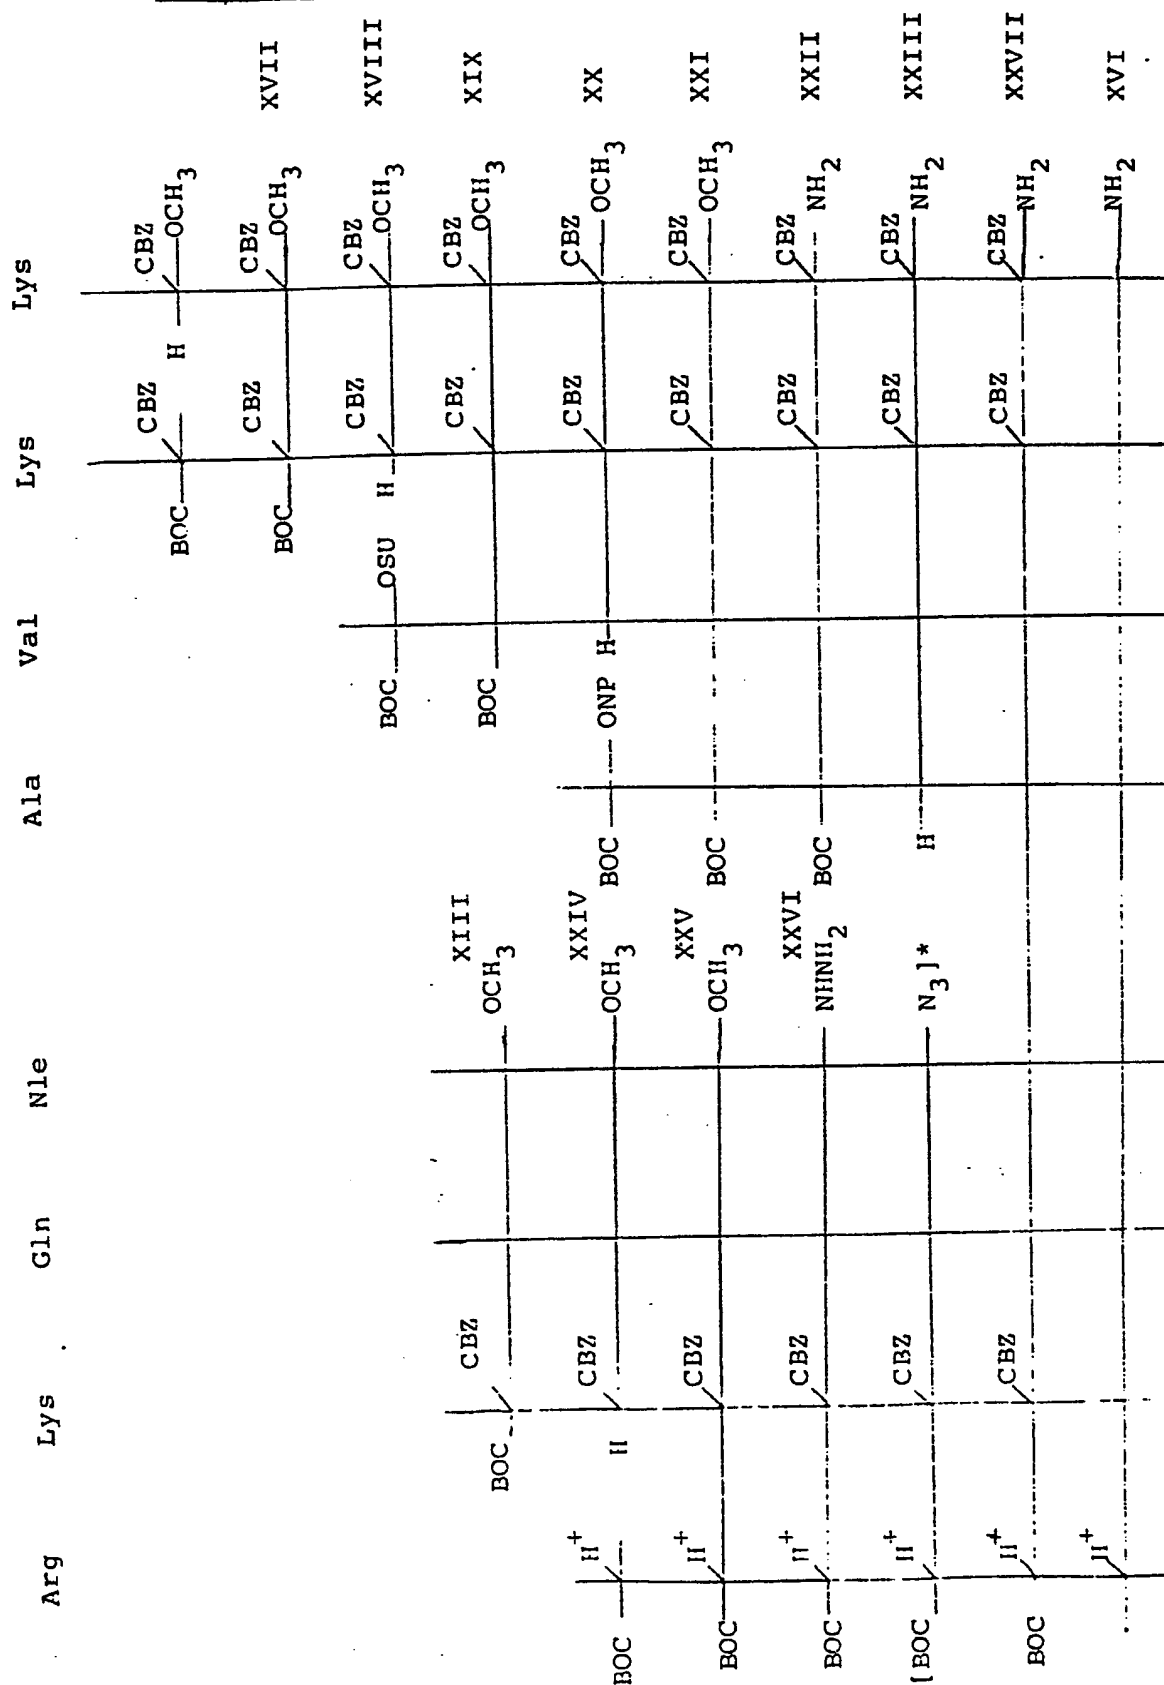 Arg Lys Gln Nle Ala Val Lys Lys
CBZ CBZ
BOC H OCH3
CBZ CBZ
BOC OCH3 XVII
CBZ CBZ
BOC OSU H OCH3 XVIII
XIII
CBZ CBZ CBZ
BOC OCH3 BOC OCH3 XIX
XXIV
H+ CBZ CBZ CBZ
BOC H OCH3 BOC ONP H OCH3 XX
XXV
H+ CBZ CBZ CBZ
BOC OCH3 BOC OCH3 XXI
XXVI
H+ CBZ CBZ CBZ
BOC NHNH2 BOC NH2 XXII
H+ CBZ CBZ CBZ
[BOC N3]* H NH2 XXIII
H+ CBZ CBZ CBZ
BOC NH2 XXVII
H+
NH2 XVI